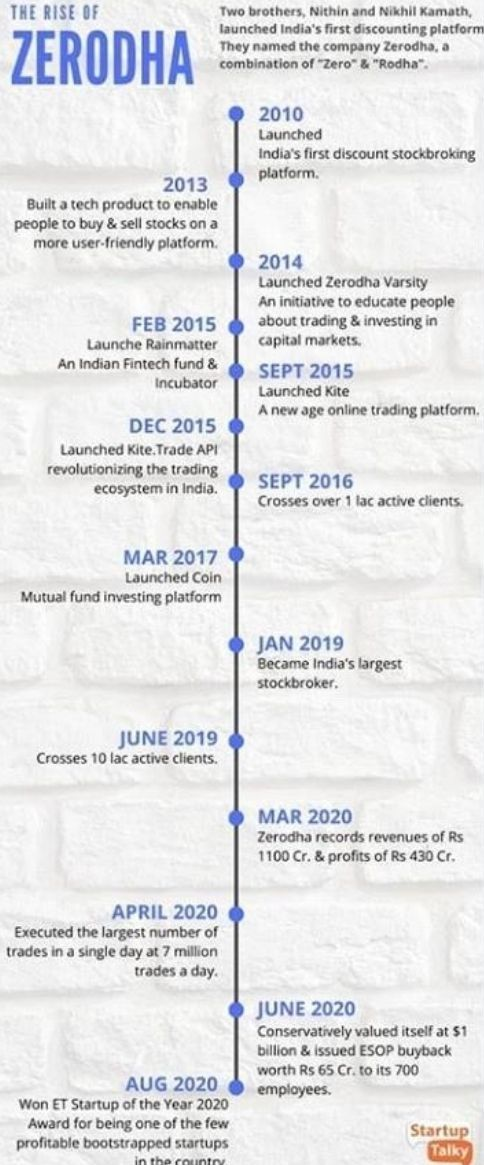 THE RISE OF
ZERODHA
Two brothers, Nithin and Nikhil Kamath,
launched India's first discounting platform
They named the company Zerodha, a
combination of "Zero" & "Rodha".
2010
Launched
India's first discount stockbroking
platform.
2013
Built a tech product to enable
people to buy & sell stocks on a
more user-friendly platform.
2014
Launched Zerodha Varsity
An initiative to educate people
about trading & investing in
capital markets.
FEB 2015
Launche Rainmatter
An Indian Fintech fund &
Incubator
SEPT 2015
Launched Kite
A new age online trading platform.
DEC 2015
Launched Kite.Trade API
revolutionizing the trading
ecosystem in India.
SEPT 2016
Crosses over 1 lac active clients.
MAR 2017
Launched Coin
Mutual fund investing platform
JAN 2019
Became India's largest
stockbroker.
JUNE 2019
Crosses 10 lac active clients.
MAR 2020
Zerodha records revenues of Rs
1100 Cr. & profits of Rs 430 Cr.
APRIL 2020
Executed the largest number of
trades in a single day at 7 million
trades a day.
JUNE 2020
Conservatively valued itself at $1
billion & issued ESOP buyback
worth Rs 65 Cr. to its 700
employees.
AUG 2020
Won ET Startup of the Year 2020
Award for being one of the few
profitable bootstrapped startups
in the country
Startup
Talky